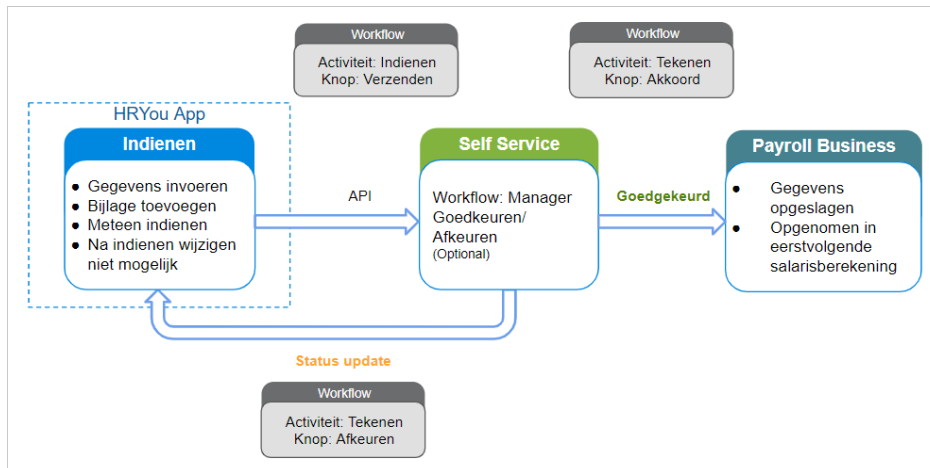 Workflow
Activiteit: Indienen
Knop: Verzenden
Workflow
Activiteit: Tekenen
Knop: Akkoord
HRYou App
Indienen
● Gegevens invoeren
● Bijlage toevoegen
● Meteen indienen
● Na indienen wijzigen
niet mogelijk
API
Self Service
Workflow: Manager
Goedkeuren/
Afkeuren
(Optional)
Goedgekeurd
Payroll Business
● Gegevens
opgeslagen
● Opgenomen in
eerstvolgende
salarisberekening
Status update
Workflow
Activiteit: Tekenen
Knop: Afkeuren